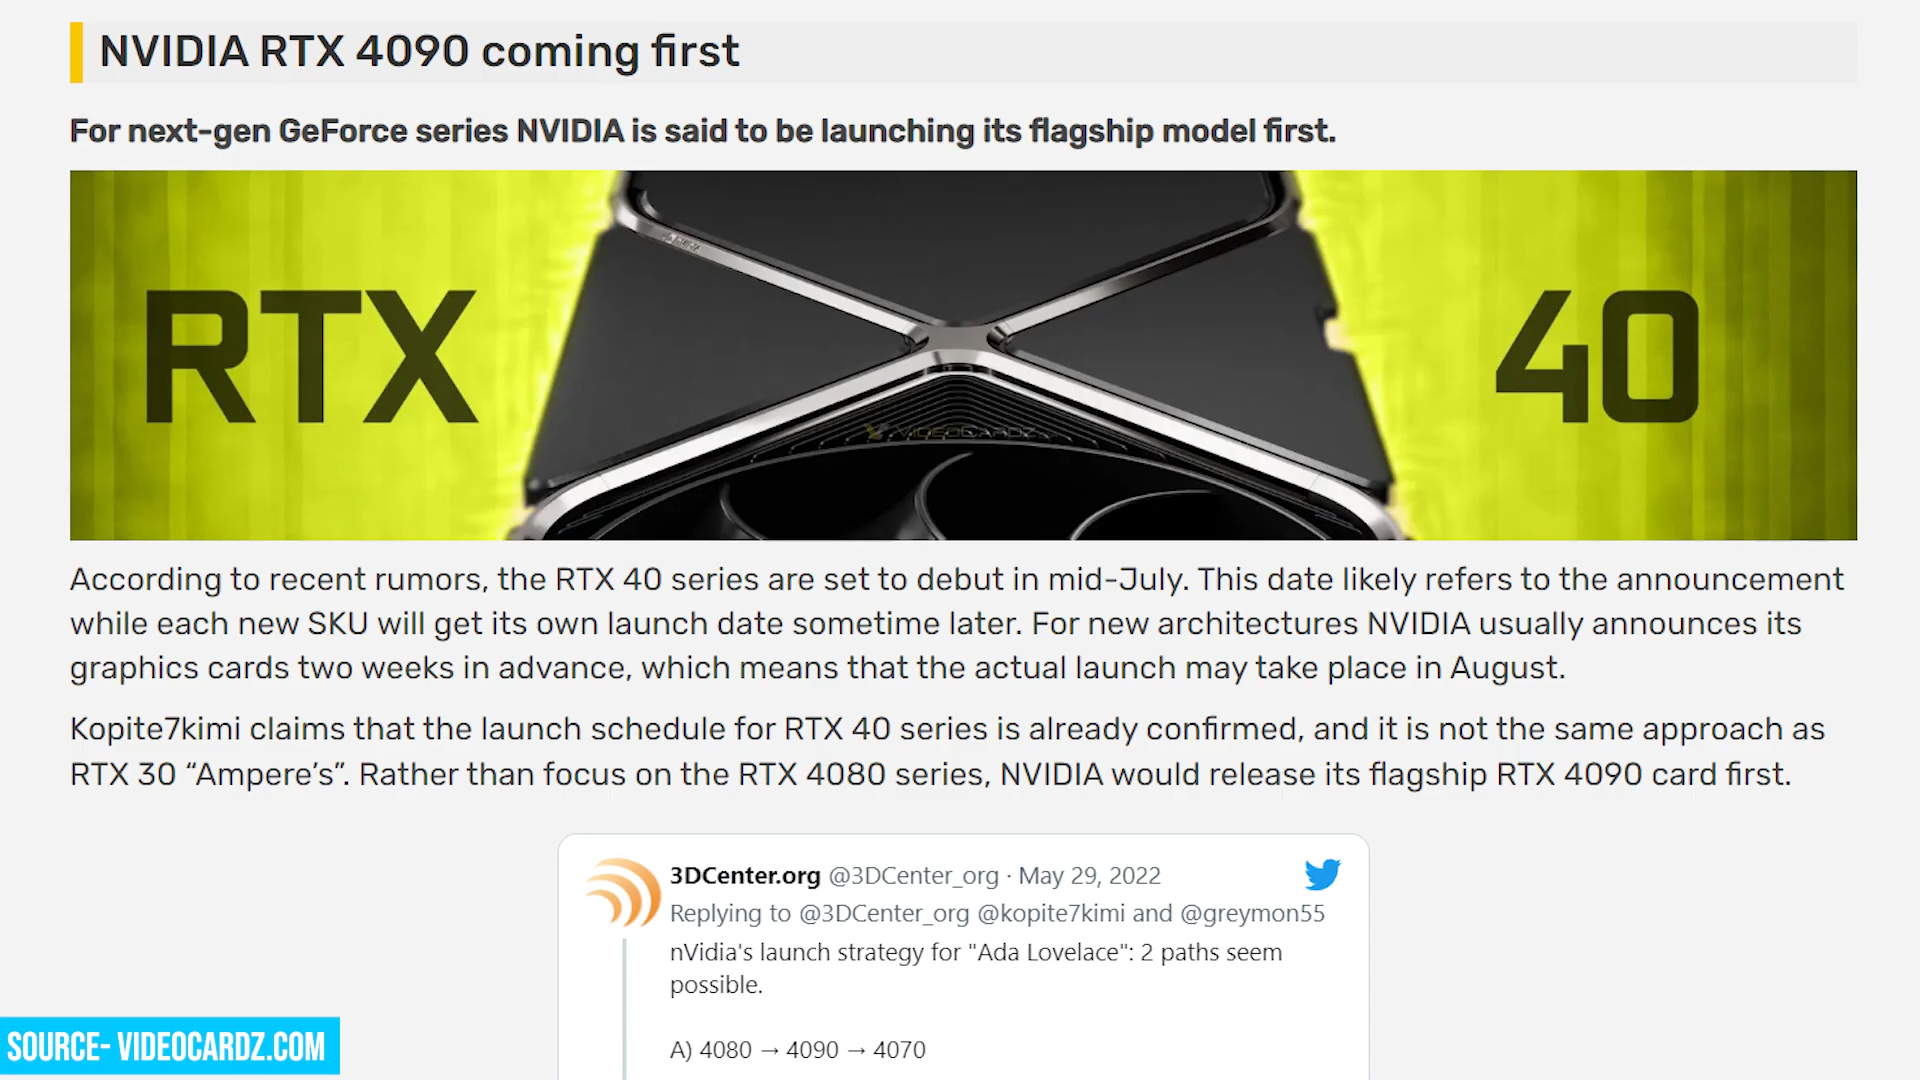 NVIDIA RTX 4090 coming first
For next-gen GeForce series NVIDIA is said to be launching its flagship model first.
RTX 40
VIDEOCARDZ
According to recent rumors, the RTX 40 series are set to debut in mid-July. This date likely refers to the announcement
while each new SKU will get its own launch date sometime later. For new architectures NVIDIA usually announces its
graphics cards two weeks in advance, which means that the actual launch may take place in August.
Kopite7kimi claims that the launch schedule for RTX 40 series is already confirmed, and it is not the same approach as
RTX 30 “Ampere’s”. Rather than focus on the RTX 4080 series, NVIDIA would release its flagship RTX 4090 card first.
3DCenter.org @3DCenter_org · May 29, 2022
Replying to @3DCenter_org @kopite7kimi and @greymon55
nVidia's launch strategy for "Ada Lovelace": 2 paths seem
possible.
A) 4080 → 4090 → 4070
SOURCE- VIDEOCARDZ.COM